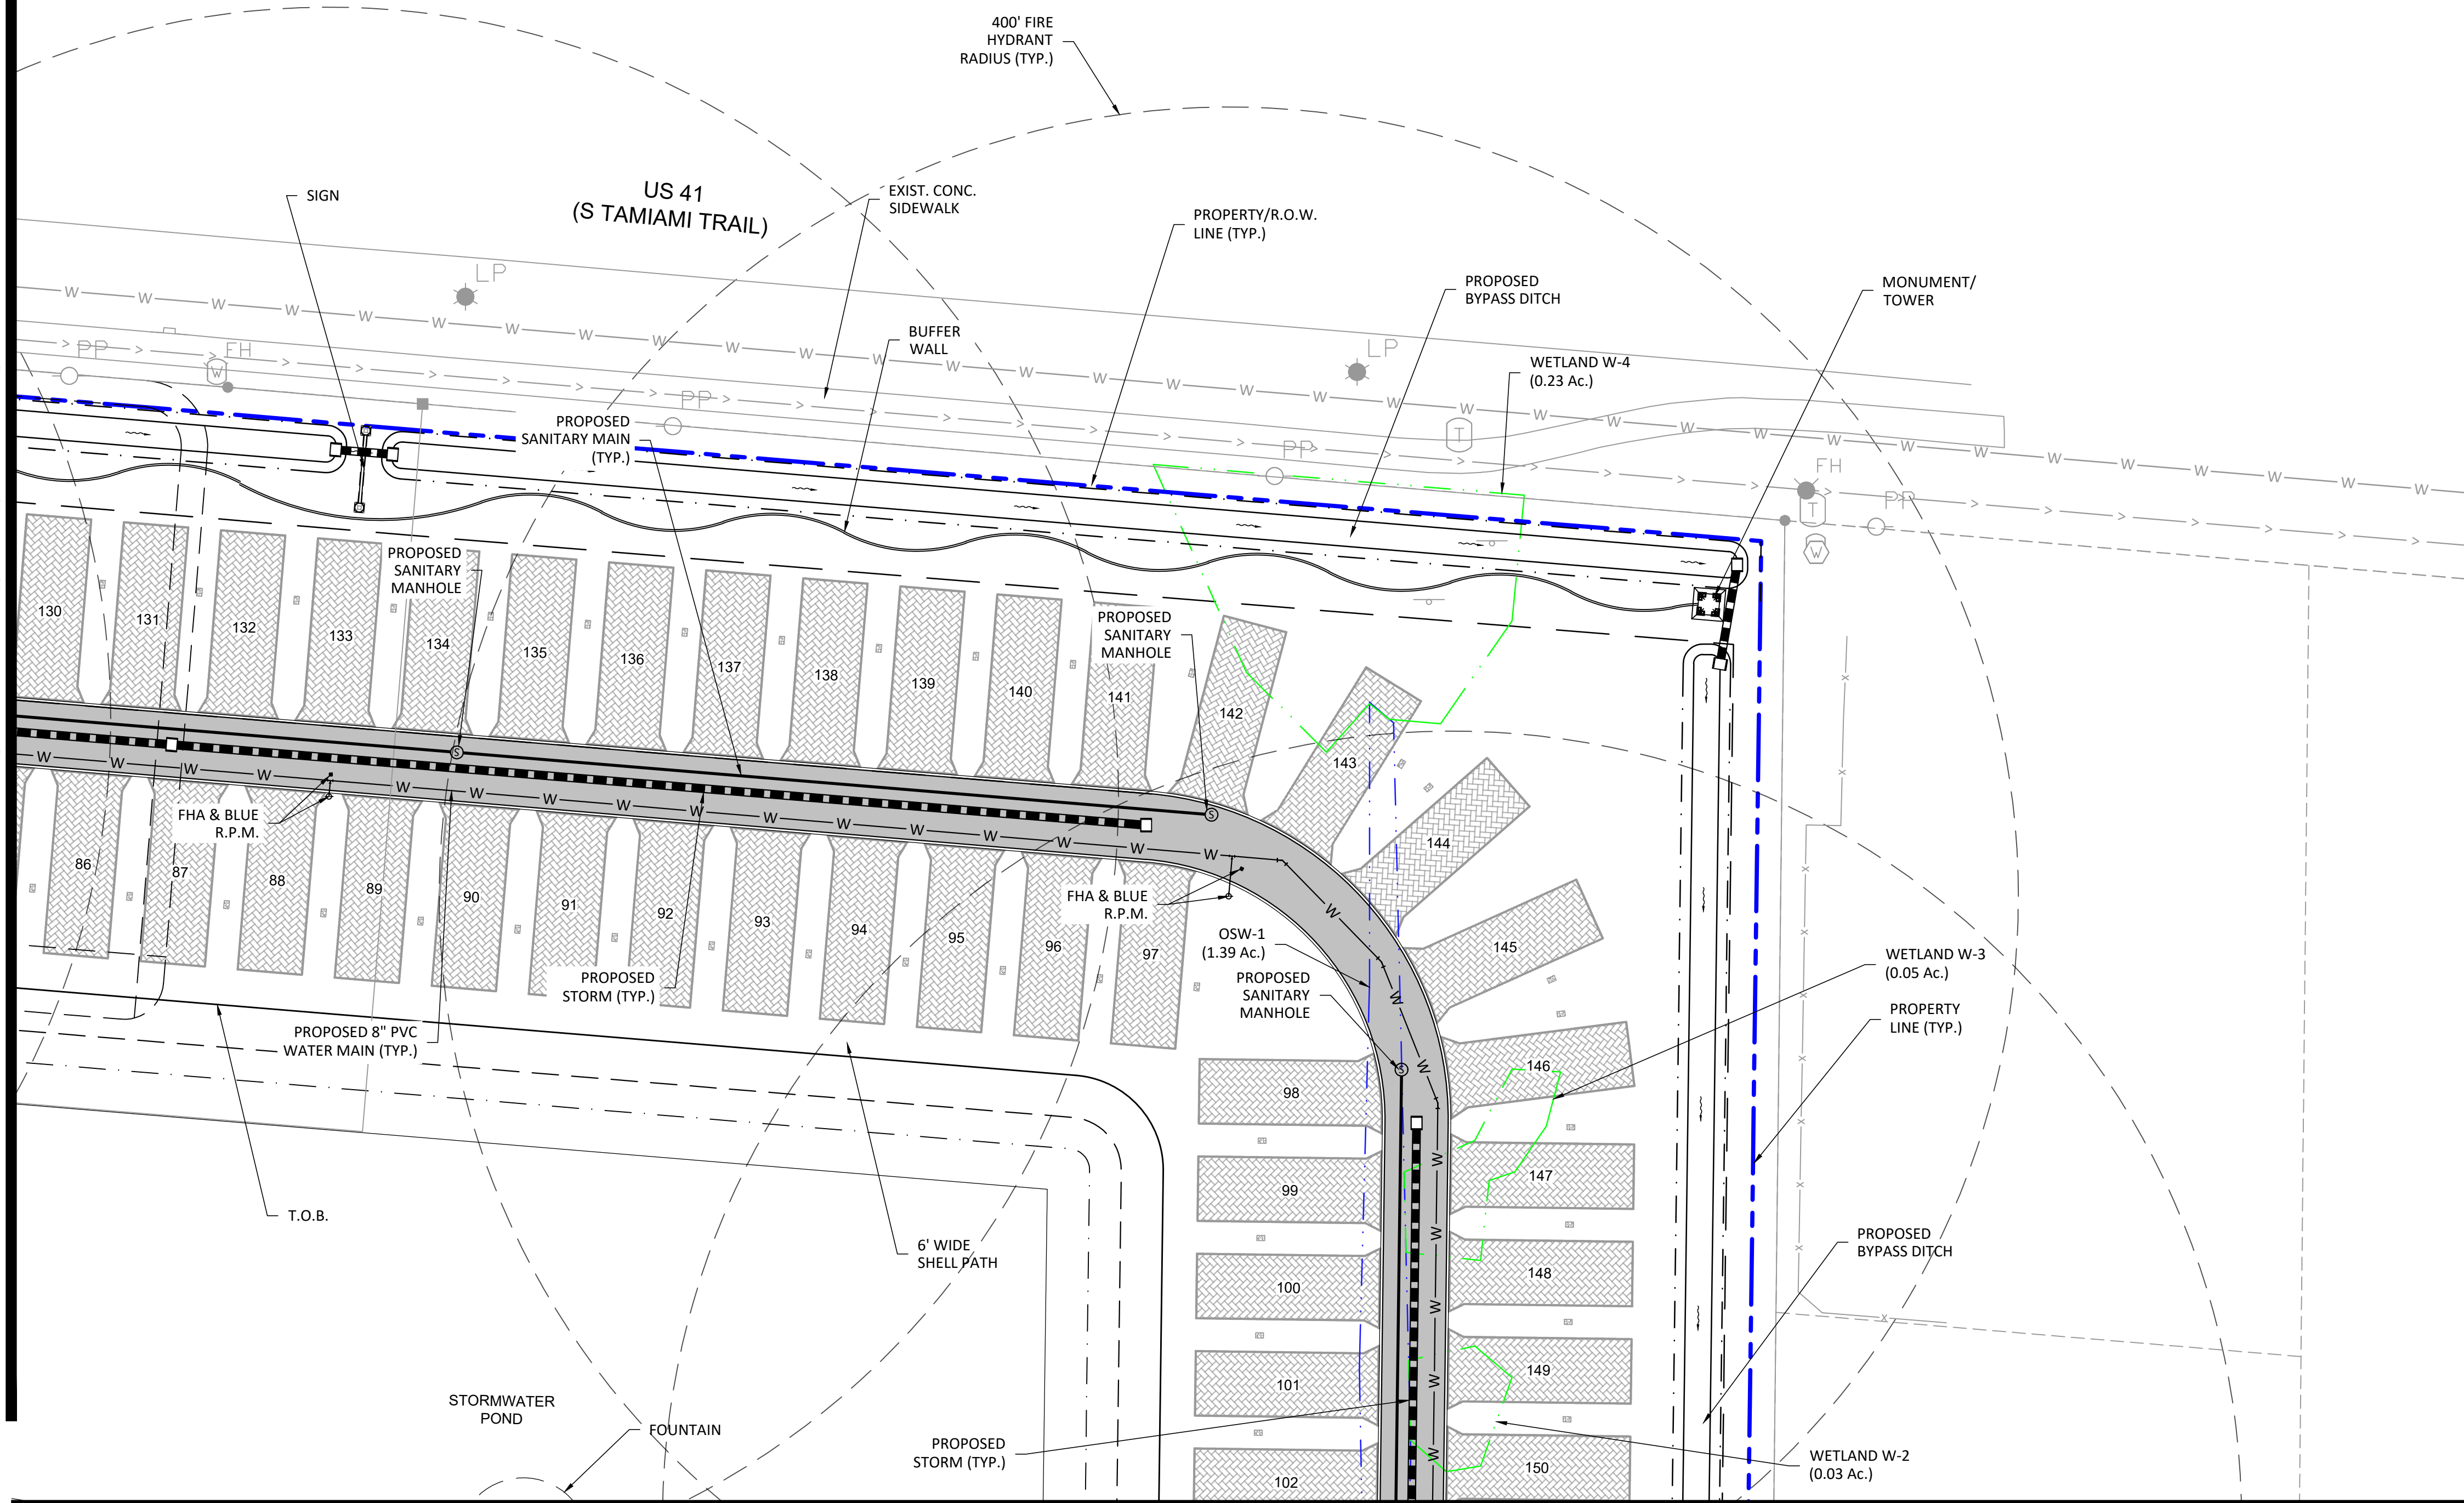 400' FIRE
HYDRANT
RADIUS (TYP.)
SIGN
US 41
(S TAMIAMI TRAIL)
EXIST. CONC.
SIDEWALK
PROPERTY/R.O.W.
LINE (TYP.)
PROPOSED
BYPASS DITCH
MONUMENT/
TOWER
LP
W W W W W W W W W W W W W W W W W W W W W W W W W W W W W W W W W
BUFFER
WALL
LP
WETLAND W-4
(0.23 Ac.)
PP
FH
W
PP
PROPOSED
SANITARY MAIN
(TYP.)
T
PP
FH
T
PP
W
PROPOSED
SANITARY
MANHOLE
PROPOSED
SANITARY
MANHOLE
130
131
132
133
134
135
136
137
138
139
140
141
142
143
144
145
146
147
148
149
150
S
S
W W W W W W W W W W W W W W W W
FHA & BLUE
R.P.M.
86
87
88
89
90
91
92
93
94
95
96
97
FHA & BLUE
R.P.M.
OSW-1
(1.39 Ac.)
PROPOSED
SANITARY
MANHOLE
S
W W W W W W W W
WETLAND W-3
(0.05 Ac.)
PROPERTY
LINE (TYP.)
PROPOSED
STORM (TYP.)
PROPOSED 8" PVC
WATER MAIN (TYP.)
98
99
100
101
102
T.O.B.
6' WIDE
SHELL PATH
PROPOSED
BYPASS DITCH
STORMWATER
POND
FOUNTAIN
PROPOSED
STORM (TYP.)
WETLAND W-2
(0.03 Ac.)